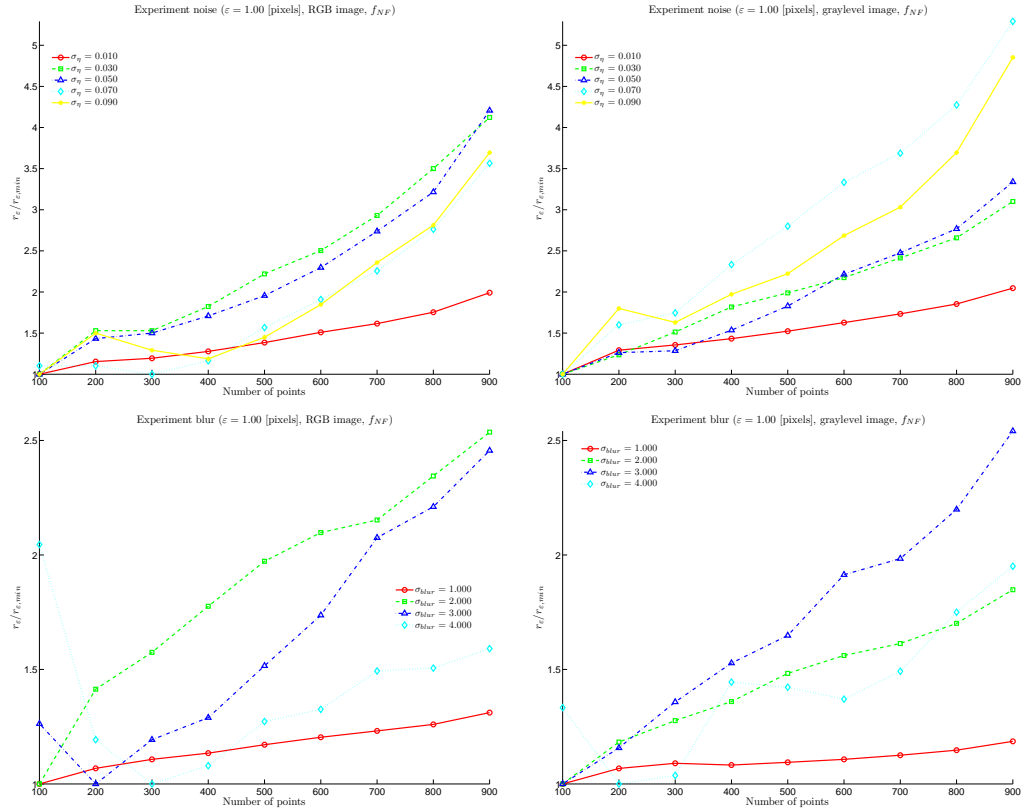 Experiment noise (ε = 1.00 [pixels], RGB image, f_NF)
5
4.5
4
3.5
3
2.5
2
1.5
1
r_ε/r_ε,min
σ_η = 0.010
σ_η = 0.030
σ_η = 0.050
σ_η = 0.070
σ_η = 0.090
100 200 300 400 500 600 700 800 900
Number of points
Experiment noise (ε = 1.00 [pixels], graylevel image, f_NF)
5
4.5
4
3.5
3
2.5
2
1.5
1
r_ε/r_ε,min
σ_η = 0.010
σ_η = 0.030
σ_η = 0.050
σ_η = 0.070
σ_η = 0.090
100 200 300 400 500 600 700 800 900
Number of points
Experiment blur (ε = 1.00 [pixels], RGB image, f_NF)
2.5
2
1.5
1
r_ε/r_ε,min
σ_blur = 1.000
σ_blur = 2.000
σ_blur = 3.000
σ_blur = 4.000
100 200 300 400 500 600 700 800 900
Number of points
Experiment blur (ε = 1.00 [pixels], graylevel image, f_NF)
2.5
2
1.5
1
r_ε/r_ε,min
σ_blur = 1.000
σ_blur = 2.000
σ_blur = 3.000
σ_blur = 4.000
100 200 300 400 500 600 700 800 900
Number of points